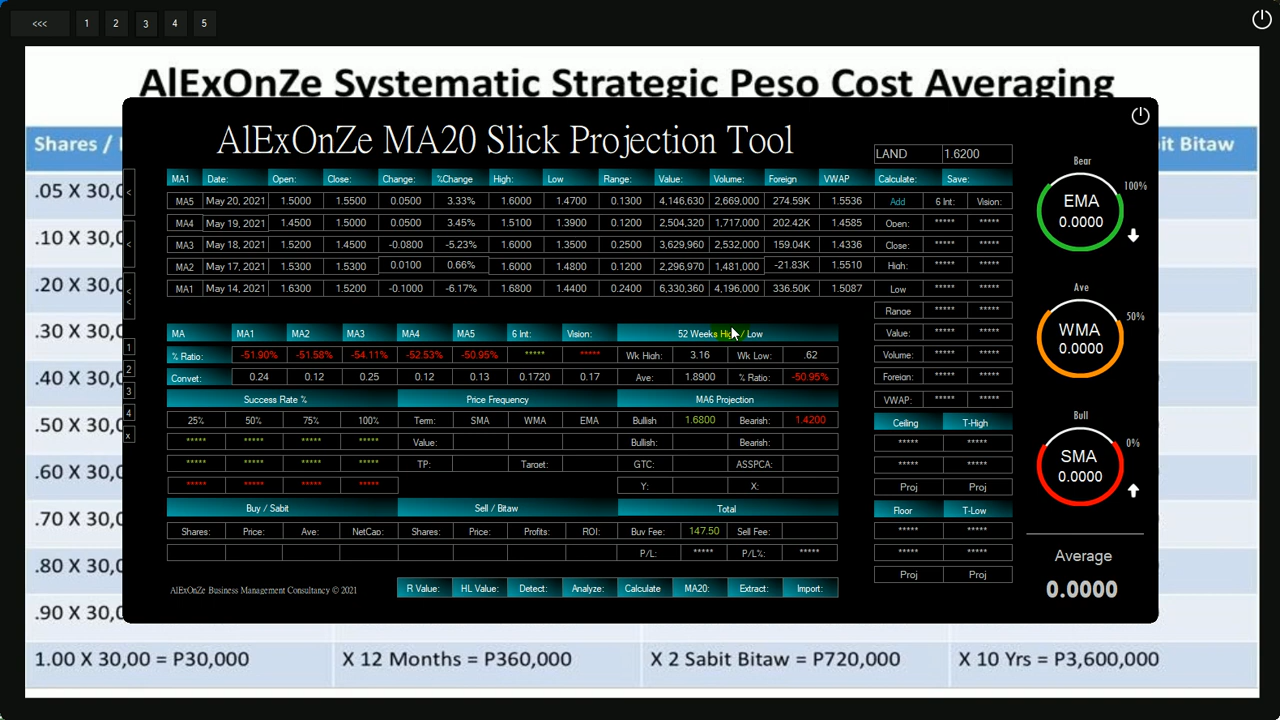 <<< 1 2 3 4 5
AlExOnZe Systematic Strategic Peso Cost Averaging
Shares / it Bitaw
AlExOnZe MA20 Slick Projection Tool
LAND 1.6200
MA1 Date: Open: Close: Change: %Change High: Low Range: Value: Volume: Foreign VWAP Calculate: Save:
MA5 May 20, 2021 1.5000 1.5500 0.0500 3.33% 1.6000 1.4700 0.1300 4,146,630 2,669,000 274.59K 1.5536 Add 6 Int: Vision:
MA4 May 19, 2021 1.4500 1.5000 0.0500 3.45% 1.5100 1.3900 0.1200 2,504,320 1,717,000 202.42K 1.4585 Open: ***** *****
MA3 May 18, 2021 1.5200 1.4500 -0.0800 -5.23% 1.6000 1.3500 0.2500 3,629,960 2,532,000 159.04K 1.4336 Close: ***** *****
MA2 May 17, 2021 1.5300 1.5300 0.0100 0.66% 1.6000 1.4800 0.1200 2,296,970 1,481,000 -21.83K 1.5510 High: ***** *****
MA1 May 14, 2021 1.6300 1.5200 -0.1000 -6.17% 1.6800 1.4400 0.2400 6,330,360 4,196,000 336.50K 1.5087 Low ***** *****
Range ***** *****
MA MA1 MA2 MA3 MA4 MA5 6 Int: Vision: 52 Weeks High / Low Value: ***** *****
% Ratio: -51.90% -51.58% -54.11% -52.53% -50.95% ***** ***** Wk High: 3.16 Wk Low: .62 Volume: ***** *****
Convet: 0.24 0.12 0.25 0.12 0.13 0.1720 0.17 Ave: 1.8900 % Ratio: -50.95% Foreign: ***** *****
Success Rate % Price Frequency MA6 Projection VWAP: ***** *****
25% 50% 75% 100% Term: SMA WMA EMA Bullish 1.6800 Bearish: 1.4200 Ceiling T-High
***** ***** ***** ***** Value: Bullish: Bearish: ***** *****
***** ***** ***** ***** TP: Target: GTC: ASSPCA: ***** *****
***** ***** ***** ***** Y: X: Proj Proj
Buy / Sabit Sell / Bitaw Total Floor T-Low
Shares: Price: Ave: NetCap: Shares: Price: Profits: ROI: Buy Fee: 147.50 Sell Fee: ***** *****
P/L: ***** P/L%: ***** ***** *****
Proj Proj
AlExOnZe Business Management Consultancy © 2021 R Value: HL Value: Detect: Analyze: Calculate MA20: Extract: Import:
<
<
<
<
1
2
3
4
x
Bear
EMA
0.0000
100%
Ave
WMA
0.0000
50%
Bull
SMA
0.0000
0%
Average
0.0000
.05 X 30,0
.10 X 30,0
.20 X 30,0
.30 X 30,0
.40 X 30,0
.50 X 30,0
.60 X 30,0
.70 X 30,0
.80 X 30,0
.90 X 30,0
1.00 X 30,00 = P30,000 X 12 Months = P360,000 X 2 Sabit Bitaw = P720,000 X 10 Yrs = P3,600,000